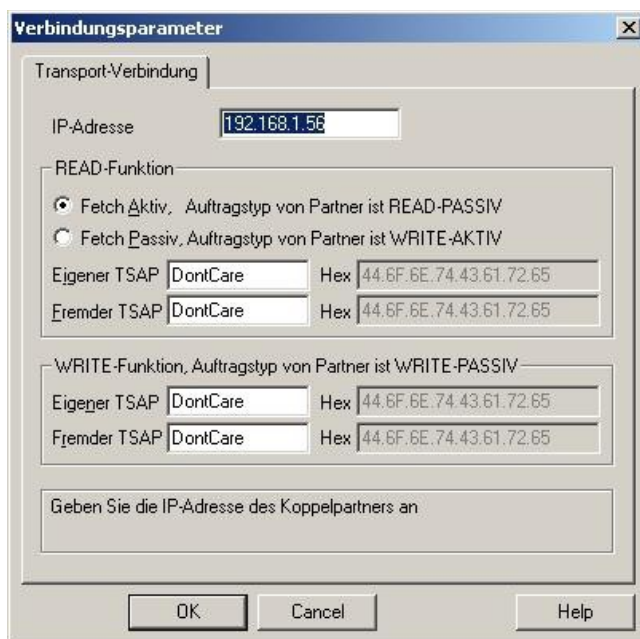 Verbindungsparameter
Transport-Verbindung
IP-Adresse 192.168.1.56
READ-Funktion
Fetch Aktiv, Auftragstyp von Partner ist READ-PASSIV
Fetch Passiv, Auftragstyp von Partner ist WRITE-AKTIV
Eigener TSAP DontCare Hex 44.6F.6E.74.43.61.72.65
Fremder TSAP DontCare Hex 44.6F.6E.74.43.61.72.65
WRITE-Funktion, Auftragstyp von Partner ist WRITE-PASSIV
Eigener TSAP DontCare Hex 44.6F.6E.74.43.61.72.65
Fremder TSAP DontCare Hex 44.6F.6E.74.43.61.72.65
Geben Sie die IP-Adresse des Koppelpartners an
OK Cancel Help